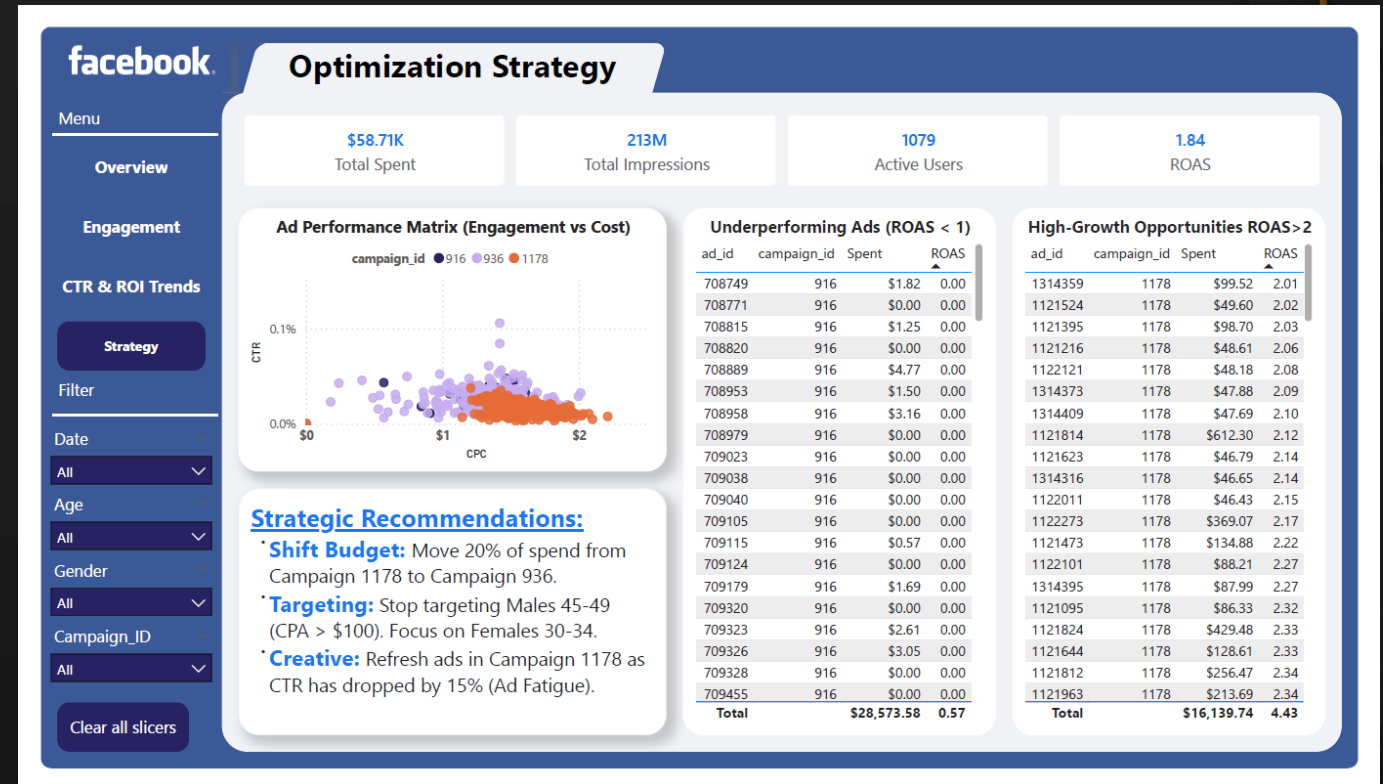 facebook.
Optimization Strategy
Menu
Overview
Engagement
CTR & ROI Trends
Strategy
Filter
Date
All
Age
All
Gender
All
Campaign_ID
All
Clear all slicers
$58.71K
Total Spent
213M
Total Impressions
1079
Active Users
1.84
ROAS
Ad Performance Matrix (Engagement vs Cost)
campaign_id 916 936 1178
CTR
0.1%
0.0%
$0 $1 $2
CPC
Strategic Recommendations:
Shift Budget: Move 20% of spend from
Campaign 1178 to Campaign 936.
Targeting: Stop targeting Males 45-49
(CPA > $100). Focus on Females 30-34.
Creative: Refresh ads in Campaign 1178 as
CTR has dropped by 15% (Ad Fatigue).
Underperforming Ads (ROAS < 1)
ad_id campaign_id Spent ROAS
708749 916 $1.82 0.00
708771 916 $0.00 0.00
708815 916 $1.25 0.00
708820 916 $0.00 0.00
708889 916 $4.77 0.00
708953 916 $1.50 0.00
708958 916 $3.16 0.00
708979 916 $0.00 0.00
709023 916 $0.00 0.00
709038 916 $0.00 0.00
709040 916 $0.00 0.00
709105 916 $0.00 0.00
709115 916 $0.57 0.00
709124 916 $0.00 0.00
709179 916 $1.69 0.00
709320 916 $0.00 0.00
709323 916 $2.61 0.00
709326 916 $3.05 0.00
709328 916 $0.00 0.00
709455 916 $0.00 0.00
Total $28,573.58 0.57
High-Growth Opportunities ROAS>2
ad_id campaign_id Spent ROAS
1314359 1178 $99.52 2.01
1121524 1178 $49.60 2.02
1121395 1178 $98.70 2.03
1121216 1178 $48.61 2.06
1122121 1178 $48.18 2.08
1314373 1178 $47.88 2.09
1314409 1178 $47.69 2.10
1121814 1178 $612.30 2.12
1121623 1178 $46.79 2.14
1314316 1178 $46.65 2.14
1122011 1178 $46.43 2.15
1122273 1178 $369.07 2.17
1121473 1178 $134.88 2.22
1122101 1178 $88.21 2.27
1314395 1178 $87.99 2.27
1121095 1178 $86.33 2.32
1121824 1178 $429.48 2.33
1121644 1178 $128.61 2.33
1121812 1178 $256.47 2.34
1121963 1178 $213.69 2.34
Total $16,139.74 4.43